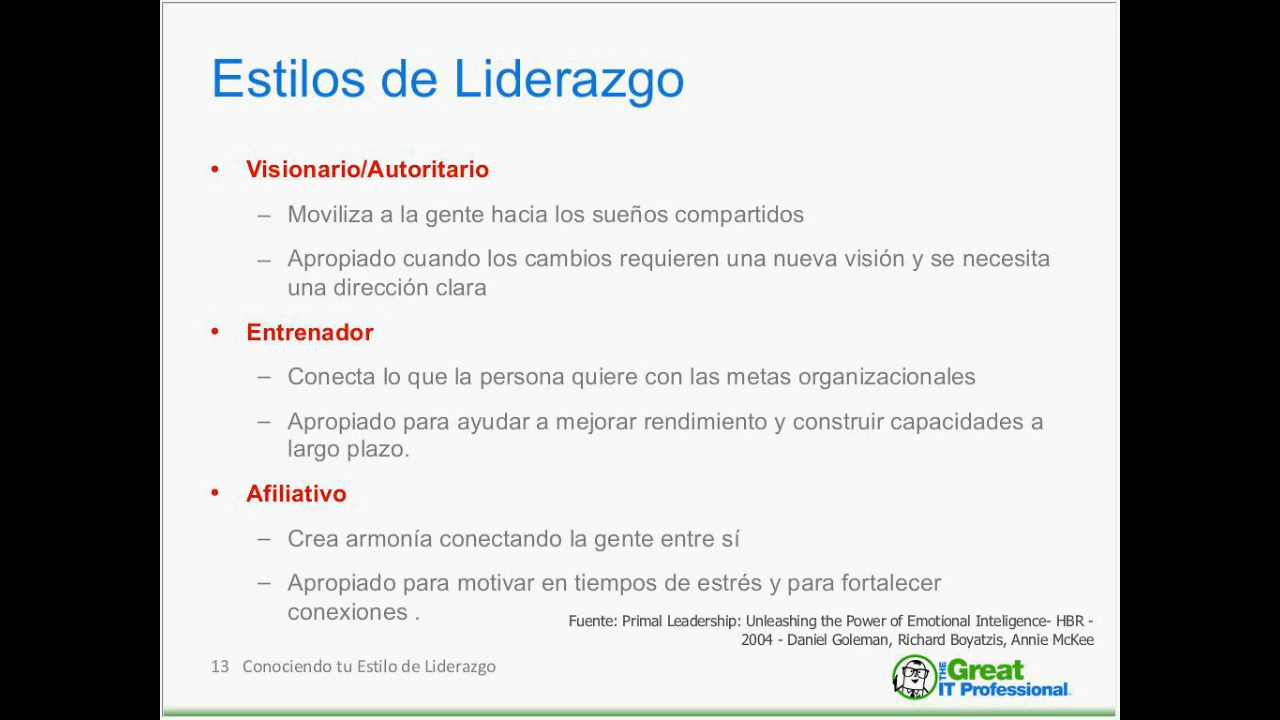 Estilos de Liderazgo
• Visionario/Autoritario
– Moviliza a la gente hacia los sueños compartidos
– Apropiado cuando los cambios requieren una nueva visión y se necesita
una dirección clara
• Entrenador
– Conecta lo que la persona quiere con las metas organizacionales
– Apropiado para ayudar a mejorar rendimiento y construir capacidades a
largo plazo.
• Afiliativo
– Crea armonía conectando la gente entre sí
– Apropiado para motivar en tiempos de estrés y para fortalecer
conexiones .
Fuente: Primal Leadership: Unleashing the Power of Emotional Inteligence- HBR -
2004 - Daniel Goleman, Richard Boyatzis, Annie McKee
13 Conociendo tu Estilo de Liderazgo
THE Great
IT Professional